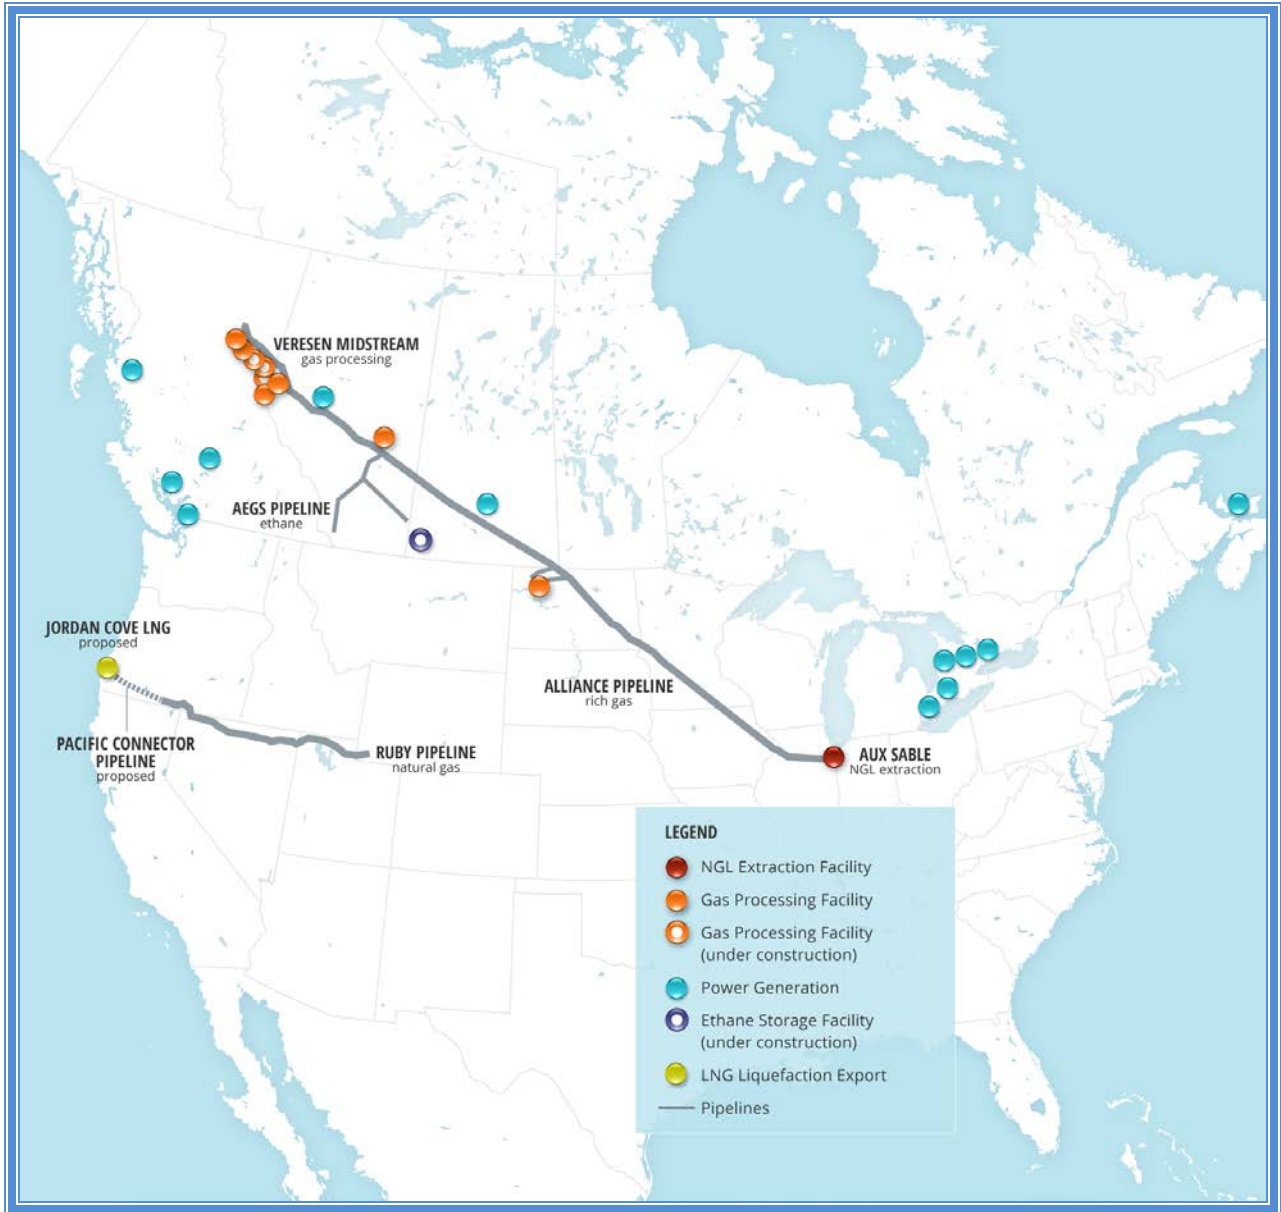 VERESEN MIDSTREAM
gas processing
AEGS PIPELINE
ethane
JORDAN COVE LNG
proposed
ALLIANCE PIPELINE
rich gas
PACIFIC CONNECTOR
PIPELINE
proposed
RUBY PIPELINE
natural gas
AUX SABLE
NGL extraction
LEGEND
NGL Extraction Facility
Gas Processing Facility
Gas Processing Facility
(under construction)
Power Generation
Ethane Storage Facility
(under construction)
LNG Liquefaction Export
Pipelines